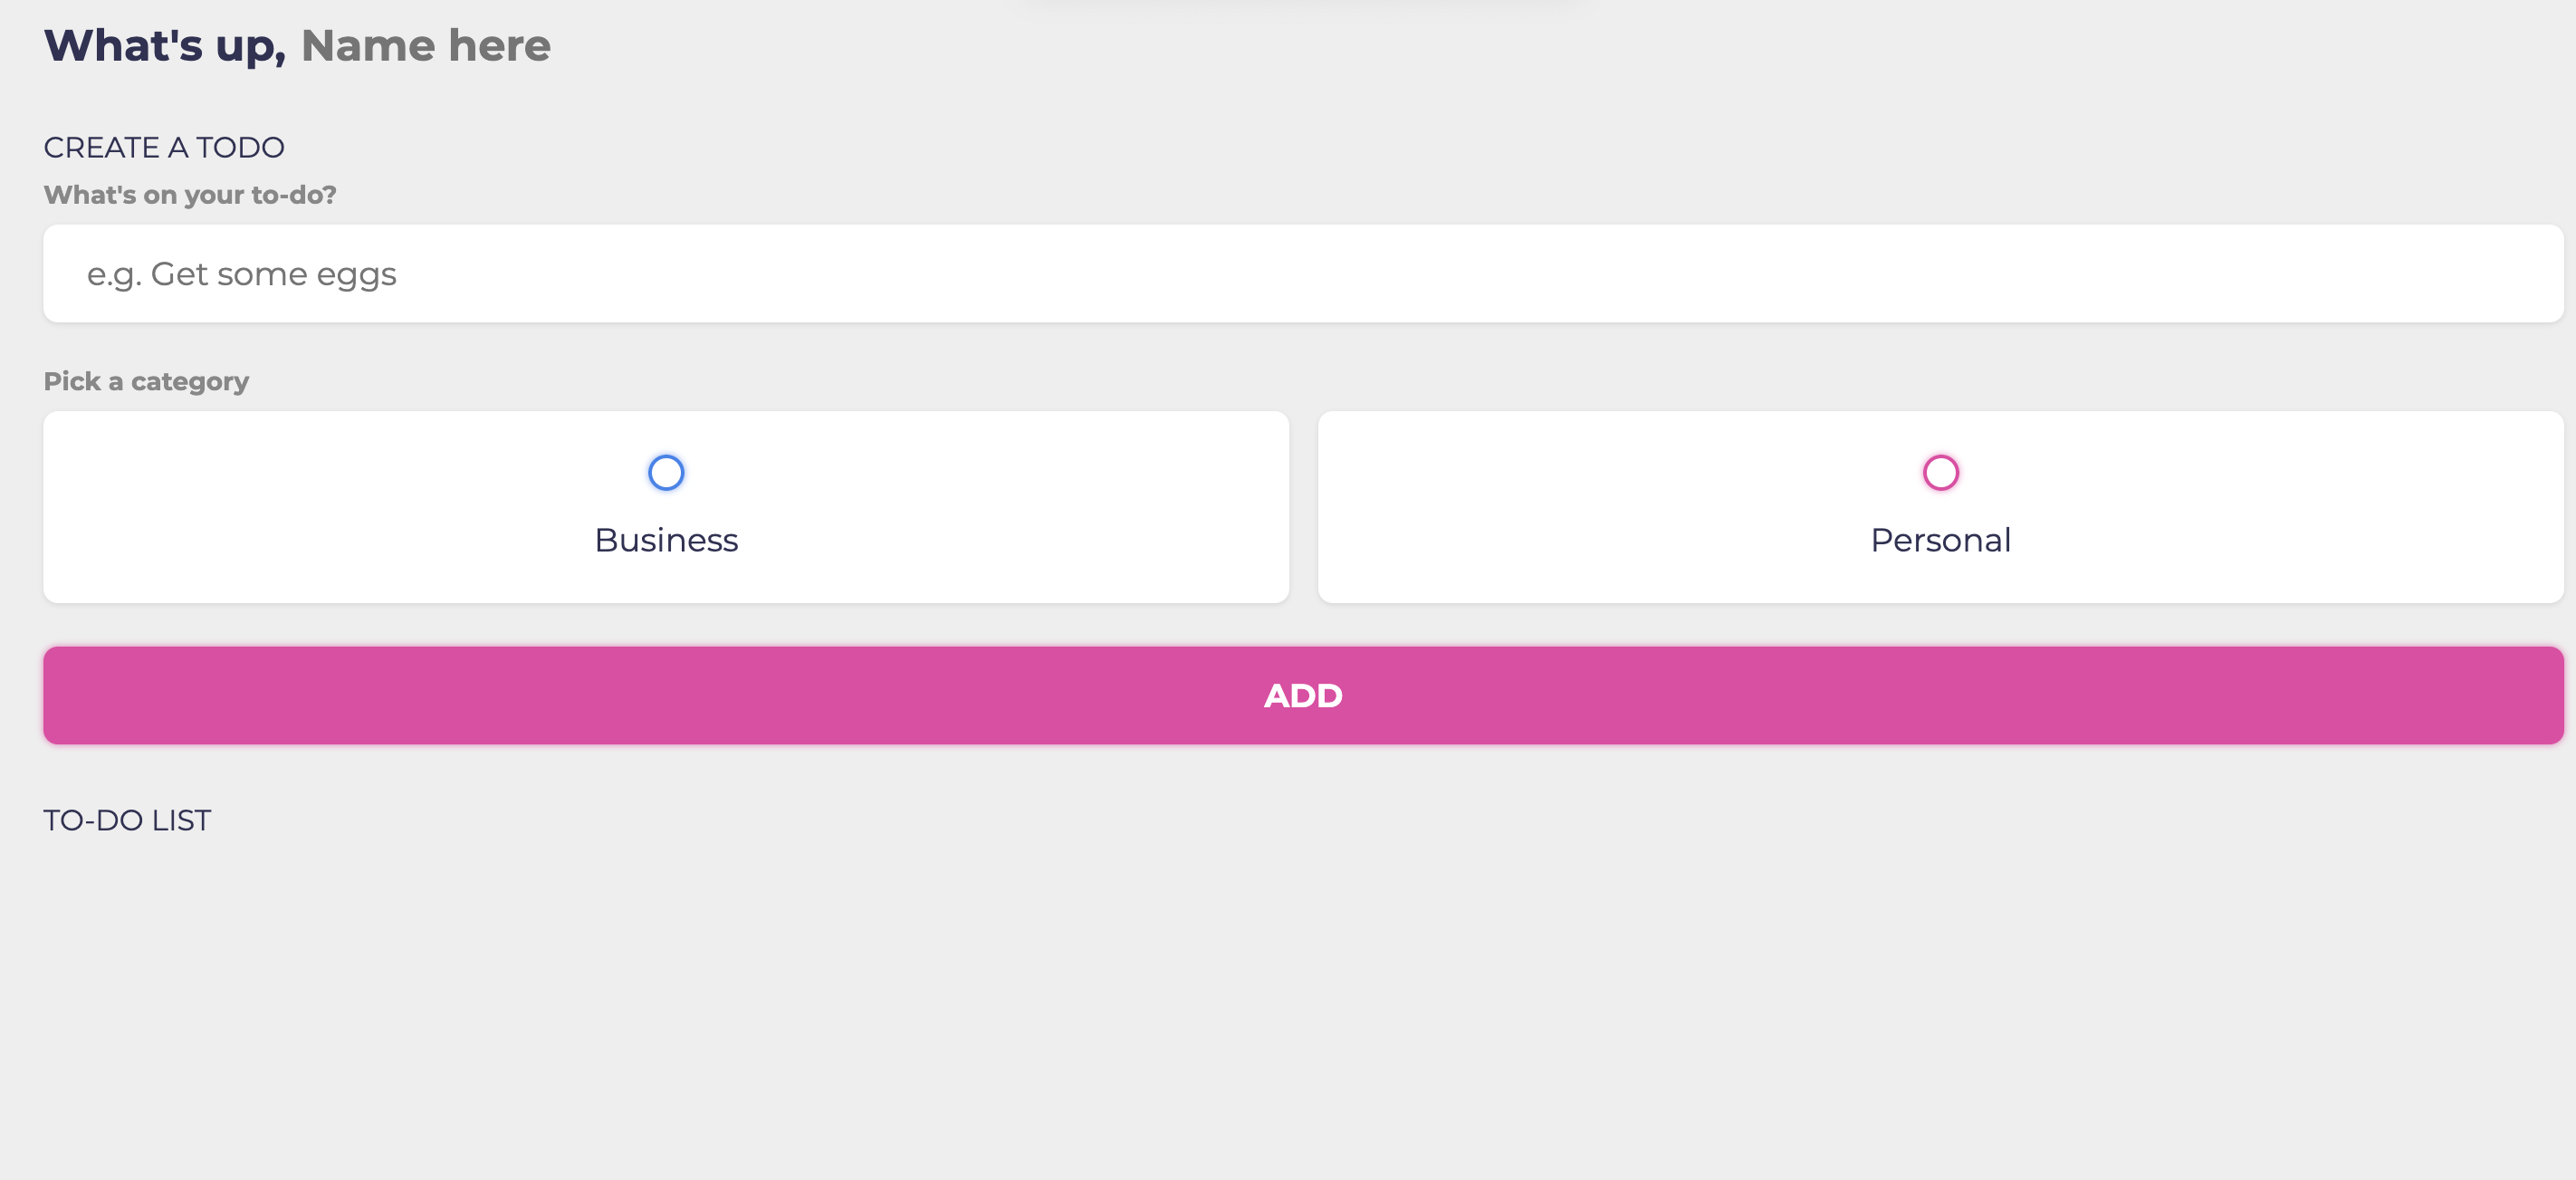 What's up, Name here
CREATE A TODO
What's on your to-do?
e.g. Get some eggs
Pick a category
Business
Personal
ADD
TO-DO LIST